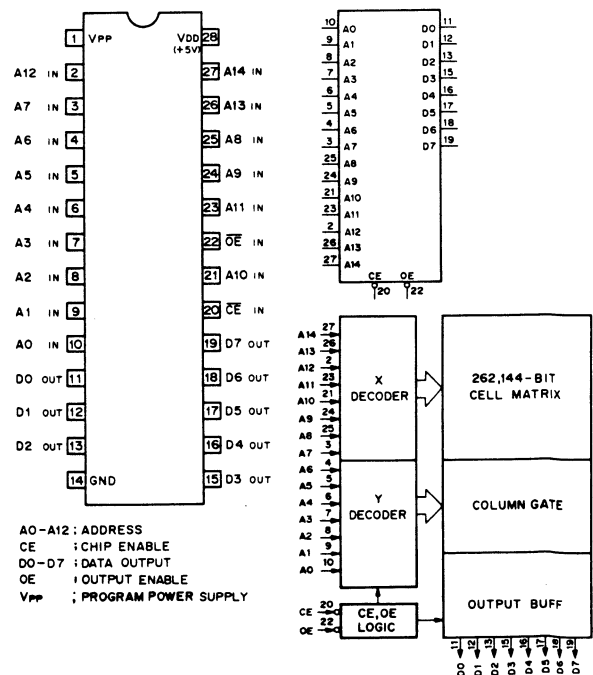 1 VPP VDD 28
(+5V)
A12 IN 2 27 A14 IN
A7 IN 3 26 A13 IN
A6 IN 4 25 A8 IN
A5 IN 5 24 A9 IN
A4 IN 6 23 A11 IN
A3 IN 7 22 OE IN
A2 IN 8 21 A10 IN
A1 IN 9 20 CE IN
A0 IN 10 19 D7 OUT
D0 OUT 11 18 D6 OUT
D1 OUT 12 17 D5 OUT
D2 OUT 13 16 D4 OUT
14 GND 15 D3 OUT
A0-A12 ; ADDRESS
CE ; CHIP ENABLE
D0-D7 ; DATA OUTPUT
OE ; OUTPUT ENABLE
VPP ; PROGRAM POWER SUPPLY
10 A0 D0 11
9 A1 D1 12
8 A2 D2 13
7 A3 D3 15
6 A4 D4 16
5 A5 D5 17
4 A6 D6 18
3 A7 D7 19
25 A8
24 A9
21 A10
23 A11
2 A12
26 A13
27 A14
CE OE
20 22
A14 27
A13 26
A12 2
A11 23
A10 21
A9 24
A8 25
A7 3
A6 4
A5 5
A4 6
A3 7
A2 8
A1 9
A0 10
X
DECODER
Y
DECODER
262,144-BIT
CELL MATRIX
COLUMN GATE
OUTPUT BUFF
CE 20
OE 22
CE, OE
LOGIC
11 12 13 15 16 17 18 19
D0 D1 D2 D3 D4 D5 D6 D7